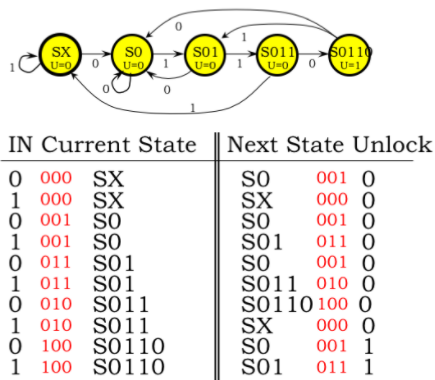 0
1
SX
U=0
0
S0
U=0
0
1
S01
U=0
0
1
S011
U=0
0
S0110
U=1
1
1
IN Current State Next State Unlock
0 000 SX S0 001 0
1 000 SX SX 000 0
0 001 S0 S0 001 0
1 001 S0 S01 011 0
0 011 S01 S0 001 0
1 011 S01 S011 010 0
0 010 S011 S0110 100 0
1 010 S011 SX 000 0
0 100 S0110 S0 001 1
1 100 S0110 S01 011 1